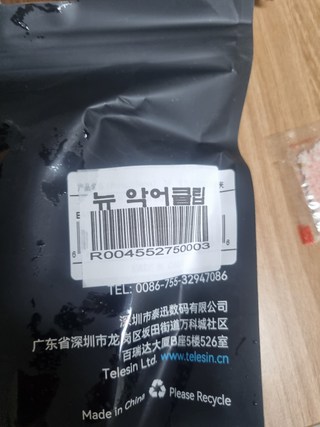 뉴 악어클립
R004552750003
TEL: 0086-755-32947086
深圳市泰迅数码有限公司
广东省深圳市龙岗区坂田街道万科城社区
百瑞达大厦B座5楼526室
Telesin Ltd. www.telesin.cn
Made in China Please Recycle